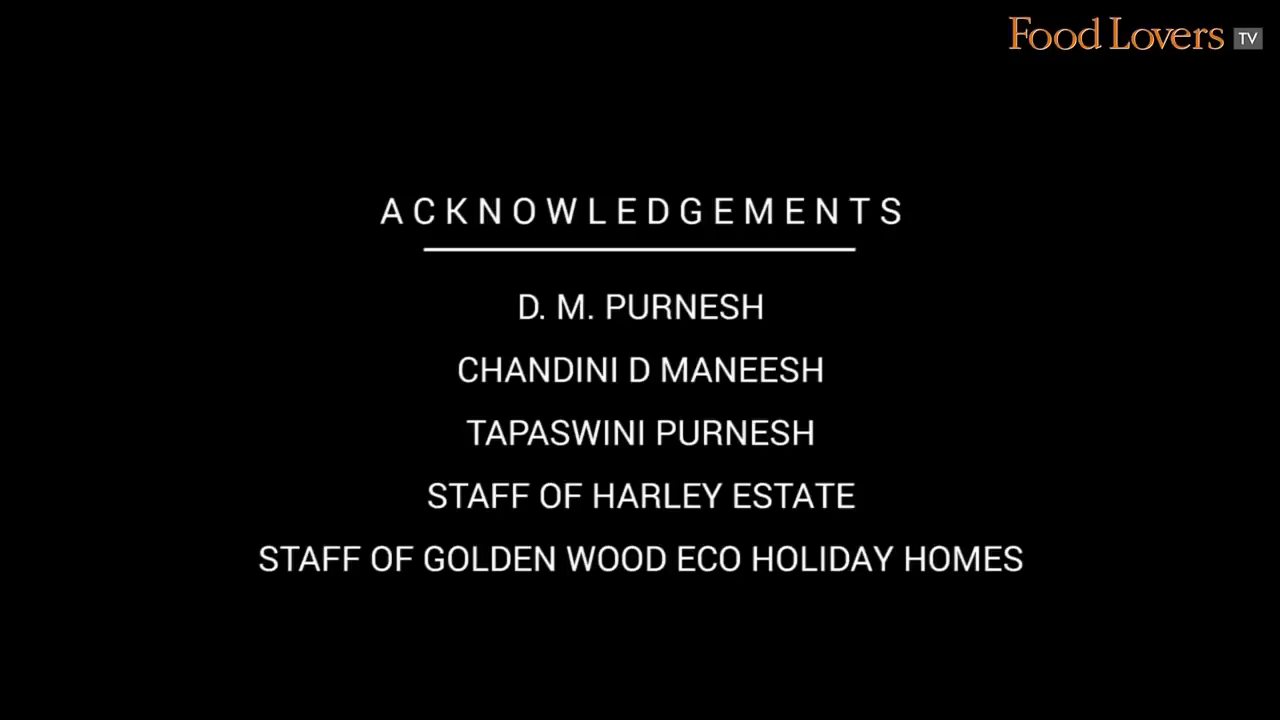 Food Lovers TV
ACKNOWLEDGEMENTS
D. M. PURNESH
CHANDINI D MANEESH
TAPASWINI PURNESH
STAFF OF HARLEY ESTATE
STAFF OF GOLDEN WOOD ECO HOLIDAY HOMES